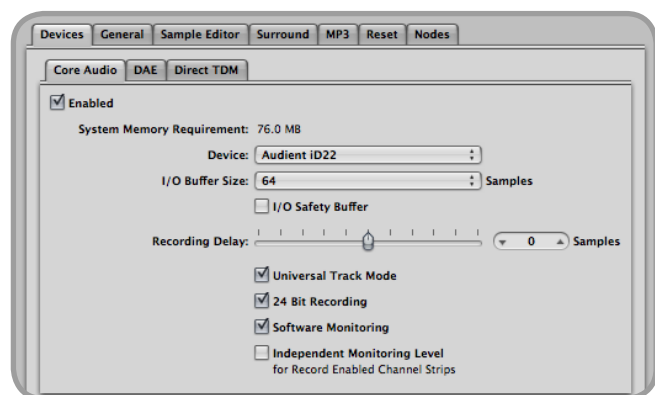 Devices General Sample Editor Surround MP3 Reset Nodes
Core Audio DAE Direct TDM
Enabled
System Memory Requirement: 76.0 MB
Device: Audient iD22
I/O Buffer Size: 64 Samples
I/O Safety Buffer
Recording Delay: 0 Samples
Universal Track Mode
24 Bit Recording
Software Monitoring
Independent Monitoring Level
for Record Enabled Channel Strips